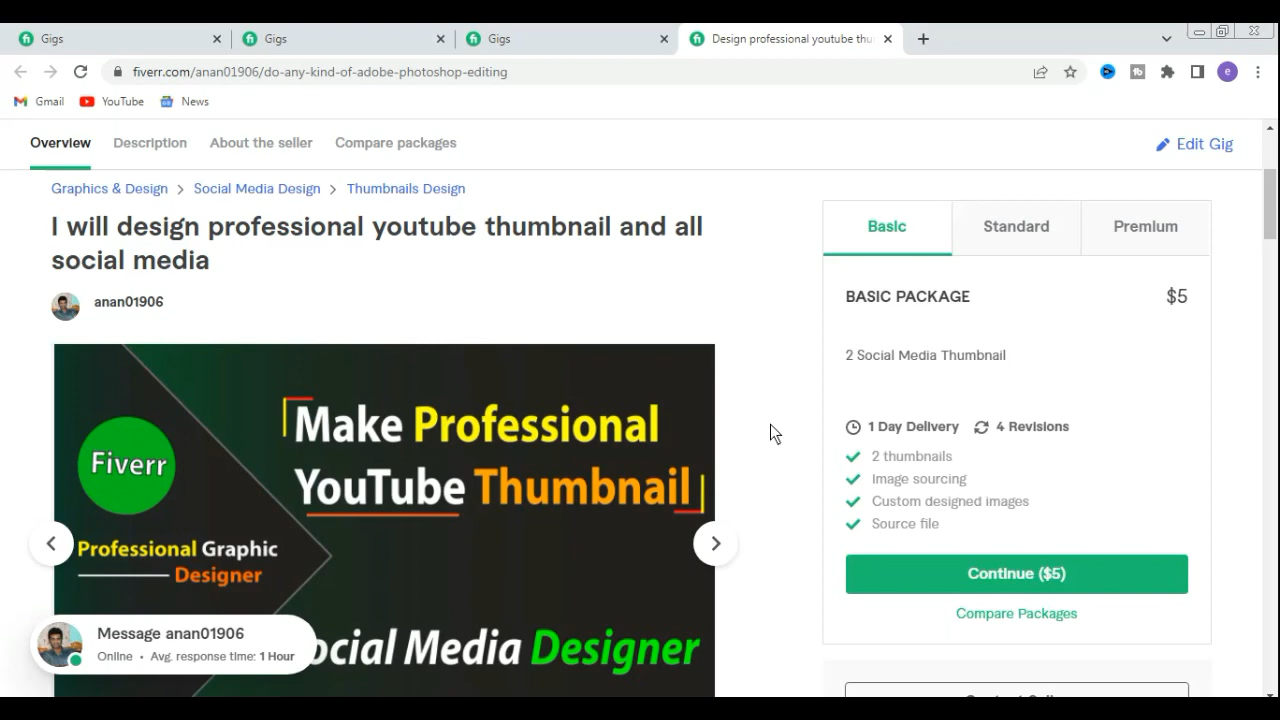 Gigs
Gigs
Gigs
Design professional youtube thu
fiverr.com/anan01906/do-any-kind-of-adobe-photoshop-editing
e
Gmail
YouTube
News
Overview
Description
About the seller
Compare packages
Edit Gig
Graphics & Design > Social Media Design > Thumbnails Design
I will design professional youtube thumbnail and all
social media
anan01906
Make Professional
YouTube Thumbnail
Fiverr
Professional Graphic
Designer
ocial Media Designer
Message anan01906
Online • Avg. response time: 1 Hour
Basic
Standard
Premium
BASIC PACKAGE
$5
2 Social Media Thumbnail
1 Day Delivery
4 Revisions
2 thumbnails
Image sourcing
Custom designed images
Source file
Continue ($5)
Compare Packages